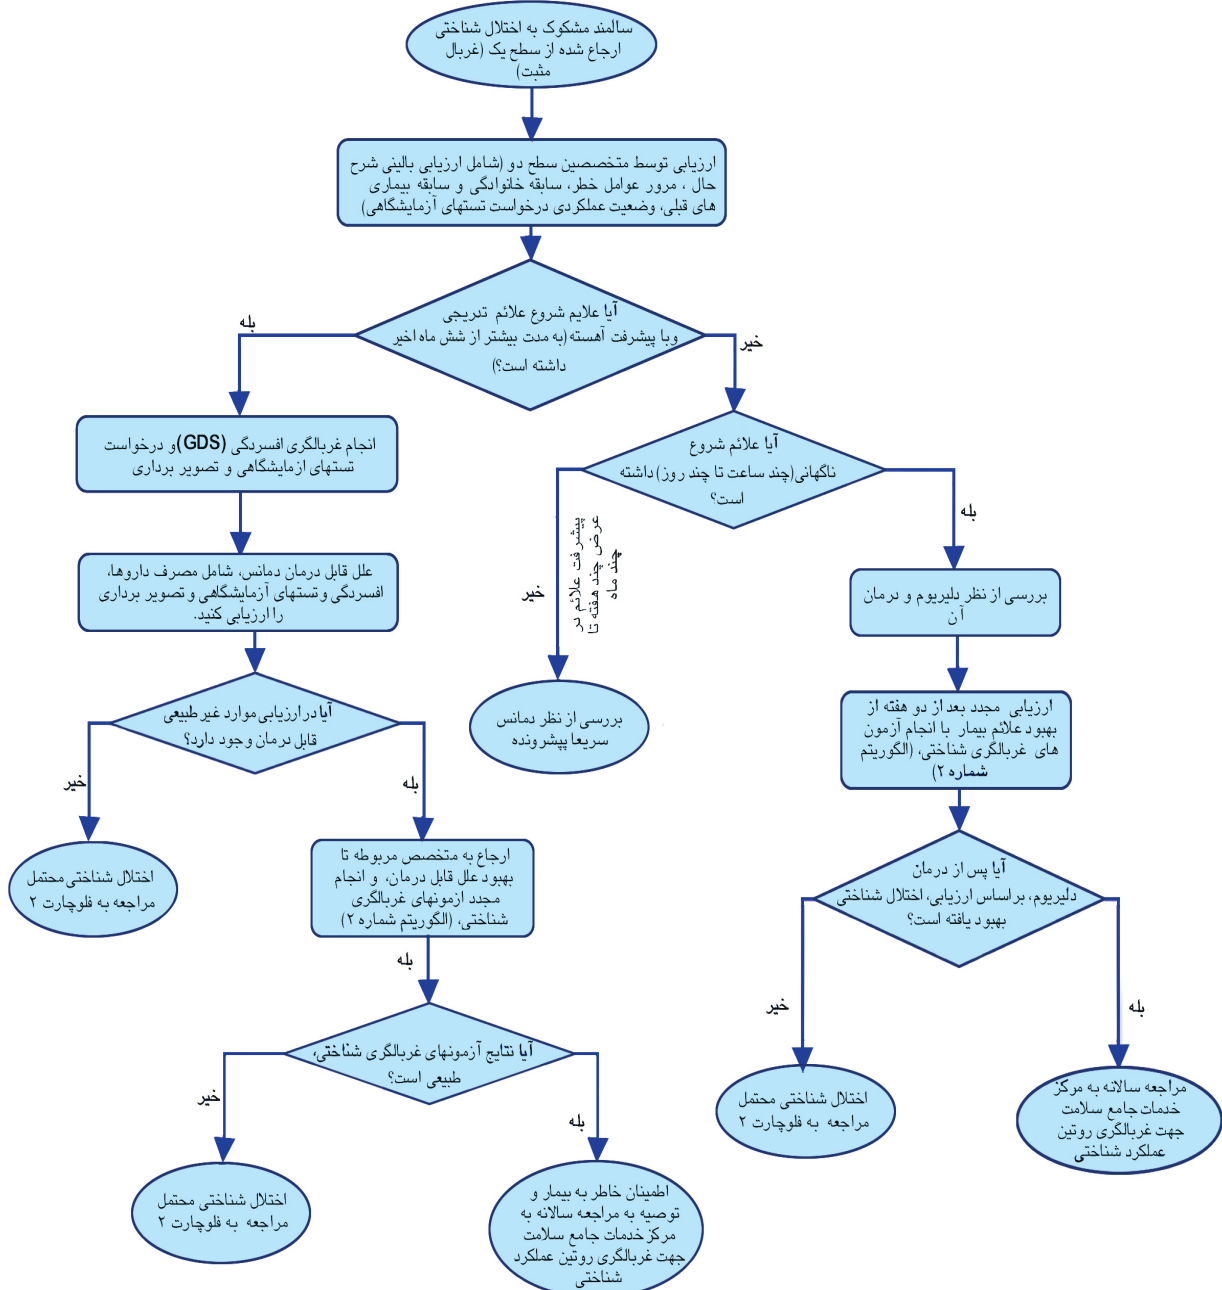 سالمند مشکوک به اختلال شناختی
ارجاع شده از سطح یک (غربال
مثبت)
ارزیابی توسط متخصصین سطح دو (شامل ارزیابی بالینی شرح
حال ، مرور عوامل خطر، سابقه خانوادگی و سابقه بیماری
های قبلی، وضعیت عملکردی درخواست تستهای آزمایشگاهی)
آیا علایم شروع علائم تدریجی
وبا پیشرفت آهسته (به مدت بیشتر از شش ماه اخیر
داشته است؟)
بله
خیر
انجام غربالگری افسردگی (GDS)و درخواست
تستهای ازمایشگاهی و تصویر برداری
آیا علائم شروع
ناگهانی(چند ساعت تا چند روز) داشته
است؟
علل قابل درمان دمانس، شامل مصرف داروها،
افسردگی وتستهای آزمایشگاهی و تصویر برداری
را ارزیابی کنید.
خیر
پیشرفت علائم در
عرض چند هفته تا
چند ماه
بله
بررسی از نظر دلیریوم و درمان
آن
آیا در ارزیابی موارد غیر طبیعی
قابل درمان وجود دارد؟
بررسی از نظر دمانس
سریعا پیشرونده
ارزیابی مجدد بعد از دو هفته از
بهبود علائم بیمار با انجام آزمون
های غربالگری شناختی، (الگوریتم
شماره ۲)
خیر
بله
اختلال شناختی محتمل
مراجعه به فلوچارت ۲
ارجاع به متخصص مربوطه تا
بهبود علل قابل درمان، و انجام
مجدد ازمونهای غربالگری
شناختی، (الگوریتم شماره ۲)
آیا پس از درمان
دلیریوم، براساس ارزیابی، اختلال شناختی
بهبود یافته است؟
بله
خیر
بله
آیا نتایج آزمونهای غربالگری شناختی،
طبیعی است؟
خیر
بله
اختلال شناختی محتمل
مراجعه به فلوچارت ۲
مراجعه سالانه به مرکز
خدمات جامع سلامت
جهت غربالگری روتین
عملکرد شناختی
اختلال شناختی محتمل
مراجعه به فلوچارت ۲
اطمینان خاطر به بیمار و
توصیه به مراجعه سالانه به
مرکز خدمات جامع سلامت
جهت غربالگری روتین عملکرد
شناختی